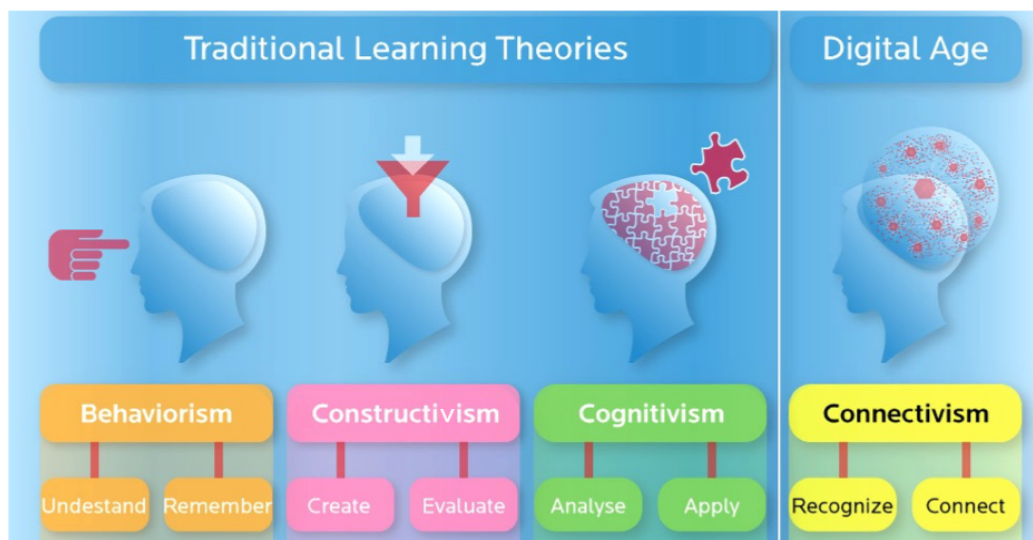 Traditional Learning Theories
Digital Age
Behaviorism
Constructivism
Cognitivism
Connectivism
Undestand
Remember
Create
Evaluate
Analyse
Apply
Recognize
Connect